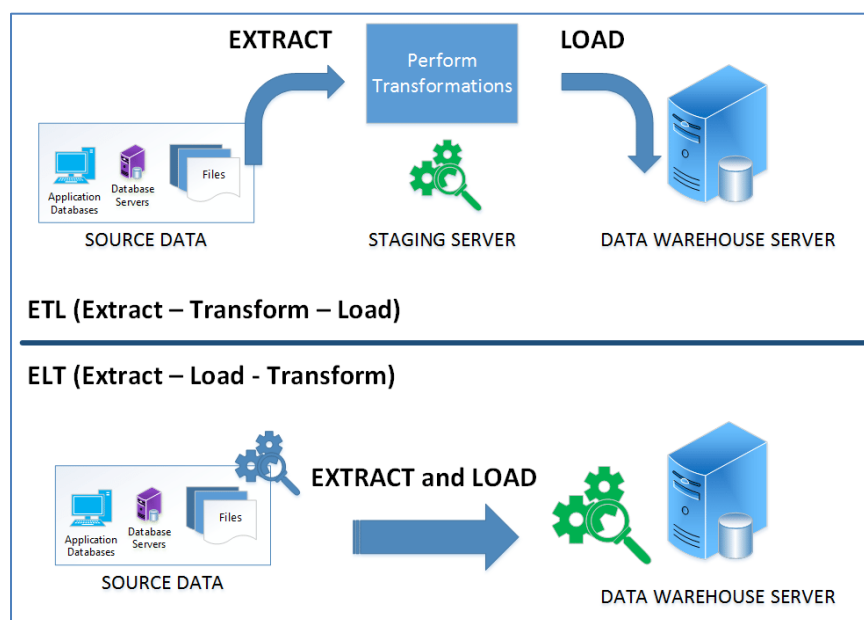 EXTRACT
LOAD
Perform
Transformations
Application
Databases
Database
Servers
Files
SOURCE DATA
STAGING SERVER
DATA WAREHOUSE SERVER
ETL (Extract – Transform – Load)
ELT (Extract – Load - Transform)
EXTRACT and LOAD
Application
Databases
Database
Servers
Files
SOURCE DATA
DATA WAREHOUSE SERVER